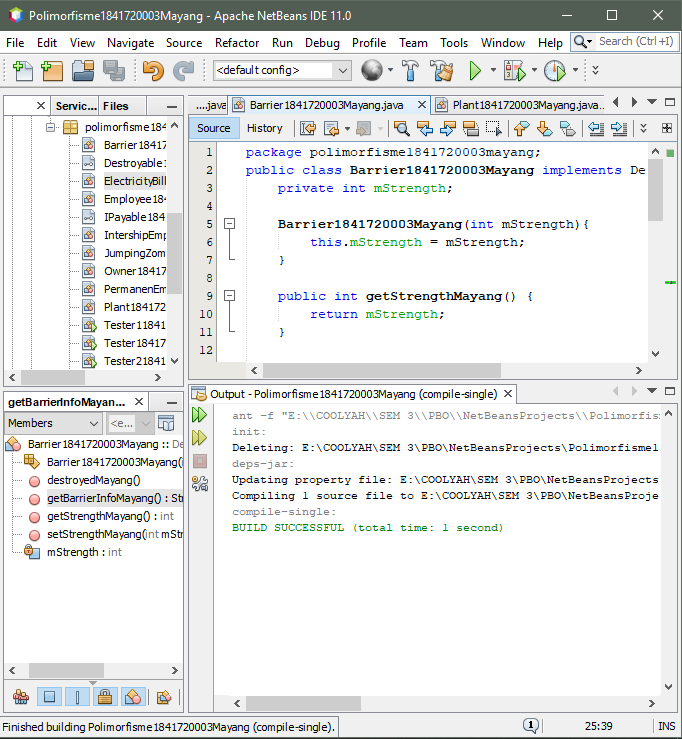 Polimorfisme1841720003Mayang - Apache NetBeans IDE 11.0
File Edit View Navigate Source Refactor Run Debug Profile Team Tools Window Help Search (Ctrl+I)
<default config>
Servic... Files
polimorfisme184
Barrier18417
Destroyable1
ElectricityBill
Employee184
IPayable184
IntershipEmp
JumpingZom
Owner18417
PermanenEm
Plant184172
Tester11841
Tester18417
Tester21841
....java Barrier1841720003Mayang.java Plant1841720003Mayang.java...
Source History
1 package polimorfisme1841720003mayang;
2 public class Barrier1841720003Mayang implements De
3 private int mStrength;
4
5 Barrier1841720003Mayang(int mStrength){
6 this.mStrength = mStrength;
7 }
8
9 public int getStrengthMayang() {
10 return mStrength;
11 }
12
getBarrierInfoMayan...
Members <e...
Barrier1841720003Mayang :: De
Barrier1841720003Mayang(i
destroyedMayang()
getBarrierInfoMayang() : Str
getStrengthMayang() : int
setStrengthMayang(int mStr
mStrength : int
Output - Polimorfisme1841720003Mayang (compile-single)
ant -f "E:\\COOLYAH\\SEM 3\\PBO\\NetBeansProjects\\Polimorfism
init:
Deleting: E:\COOLYAH\SEM 3\PBO\NetBeansProjects\Polimorfisme1
deps-jar:
Updating property file: E:\COOLYAH\SEM 3\PBO\NetBeansProjects
Compiling 1 source file to E:\COOLYAH\SEM 3\PBO\NetBeansProje
compile-single:
BUILD SUCCESSFUL (total time: 1 second)
Finished building Polimorfisme1841720003Mayang (compile-single).
1 25:39 INS